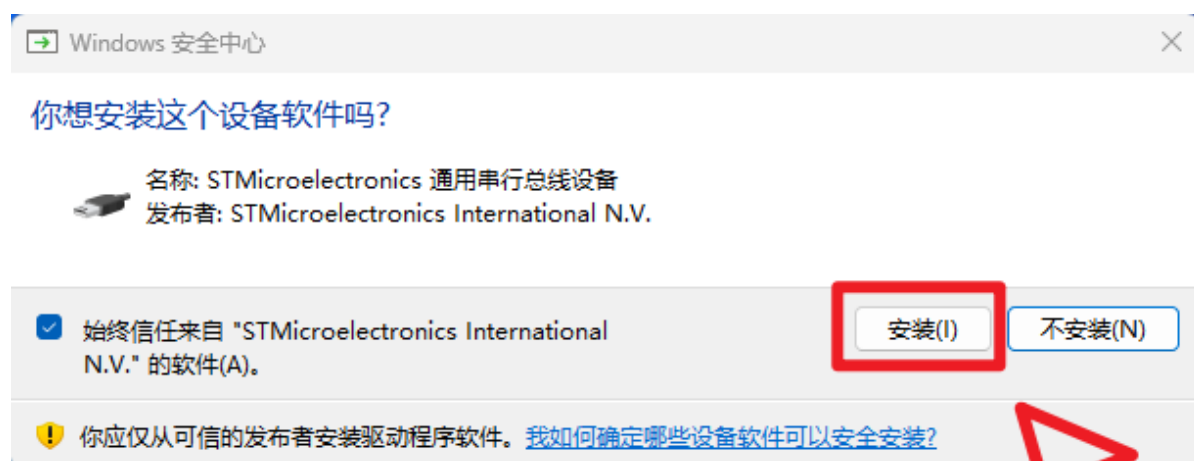 Windows 安全中心
你想安装这个设备软件吗?
名称: STMicroelectronics 通用串行总线设备
发布者: STMicroelectronics International N.V.
始终信任来自 "STMicroelectronics International
N.V." 的软件(A)。
安装(I)
不安装(N)
你应仅从可信的发布者安装驱动程序软件。我如何确定哪些设备软件可以安全安装?